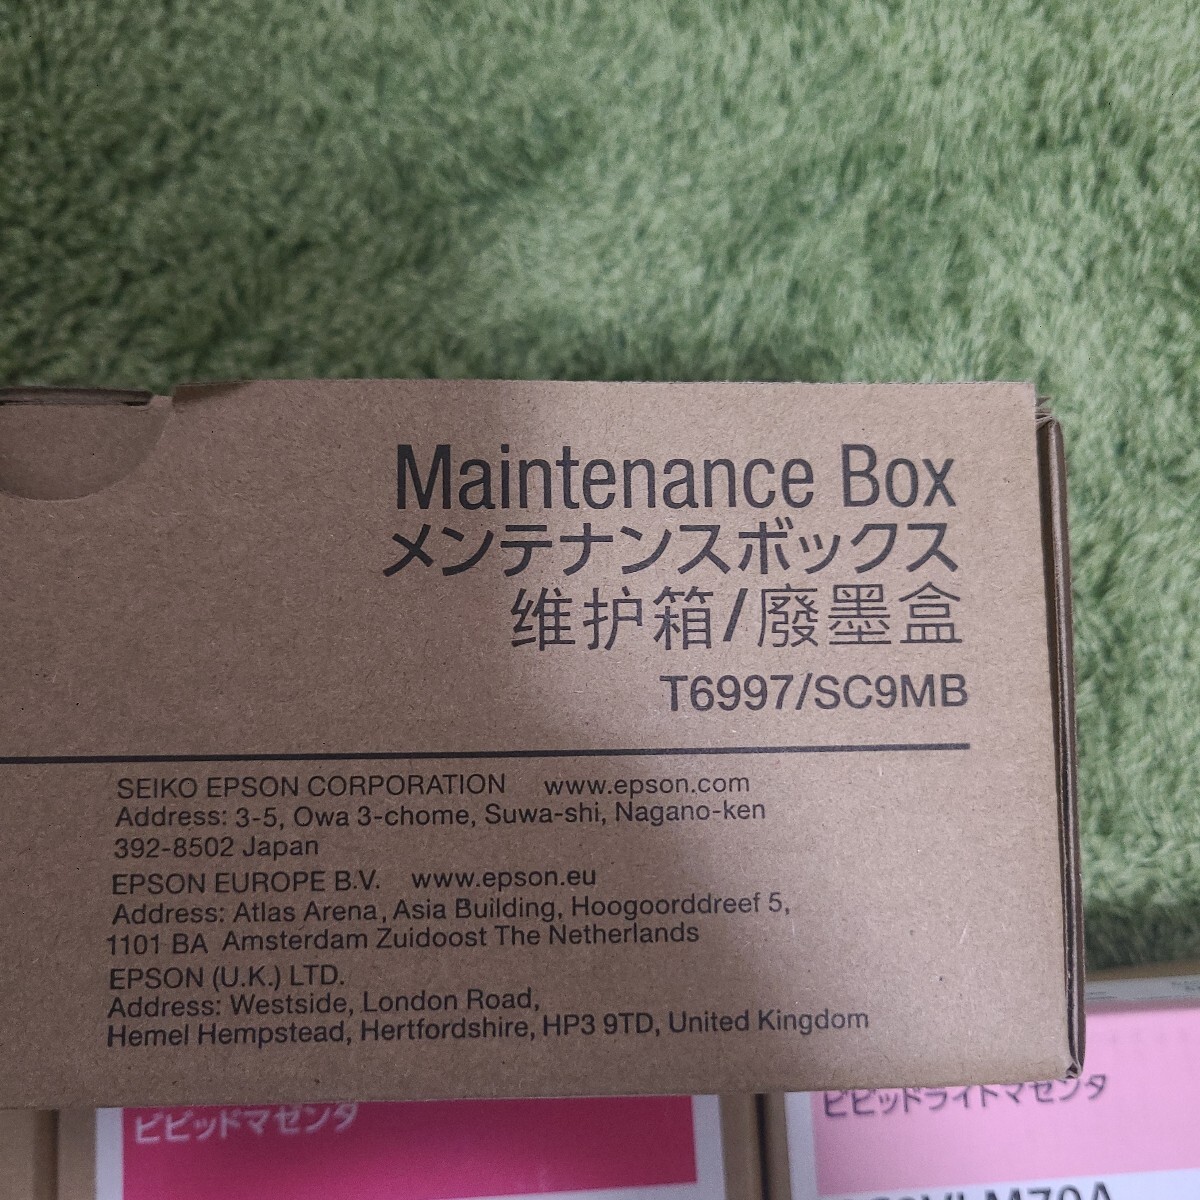 Maintenance Box
メンテナンスボックス
维护箱/廢墨盒
T6997/SC9MB
SEIKO EPSON CORPORATION www.epson.com
Address: 3-5, Owa 3-chome, Suwa-shi, Nagano-ken
392-8502 Japan
EPSON EUROPE B.V. www.epson.eu
Address: Atlas Arena, Asia Building, Hoogoorddreef 5,
1101 BA Amsterdam Zuidoost The Netherlands
EPSON (U.K.) LTD.
Address: Westside, London Road,
Hemel Hempstead, Hertfordshire, HP3 9TD, United Kingdom
ビビッドマゼンタ
ビビッドライトマゼンタ